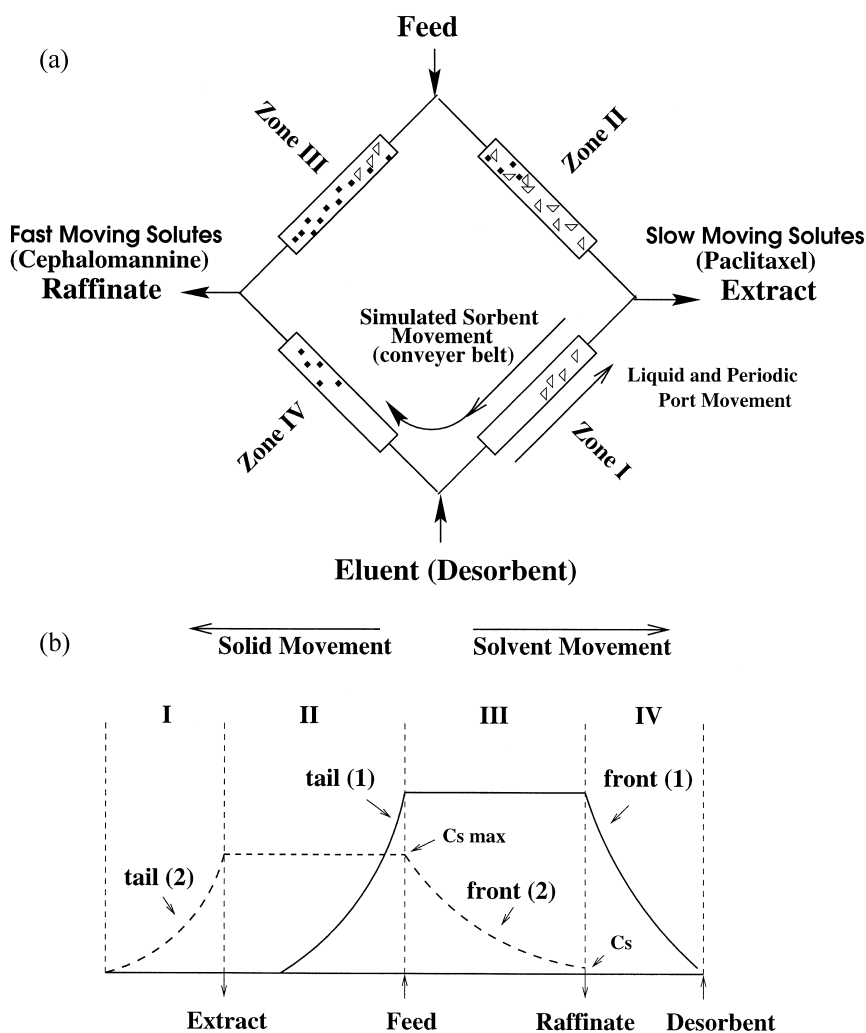 (a)
Feed
Zone III
Zone II
Fast Moving Solutes
(Cephalomannine)
Raffinate
Slow Moving Solutes
(Paclitaxel)
Extract
Simulated Sorbent
Movement
(conveyer belt)
Liquid and Periodic
Port Movement
Zone IV
Zone I
Eluent (Desorbent)
(b)
Solid Movement
Solvent Movement
I
II
III
IV
tail (1)
front (1)
Cs max
tail (2)
front (2)
Cs
Extract
Feed
Raffinate
Desorbent